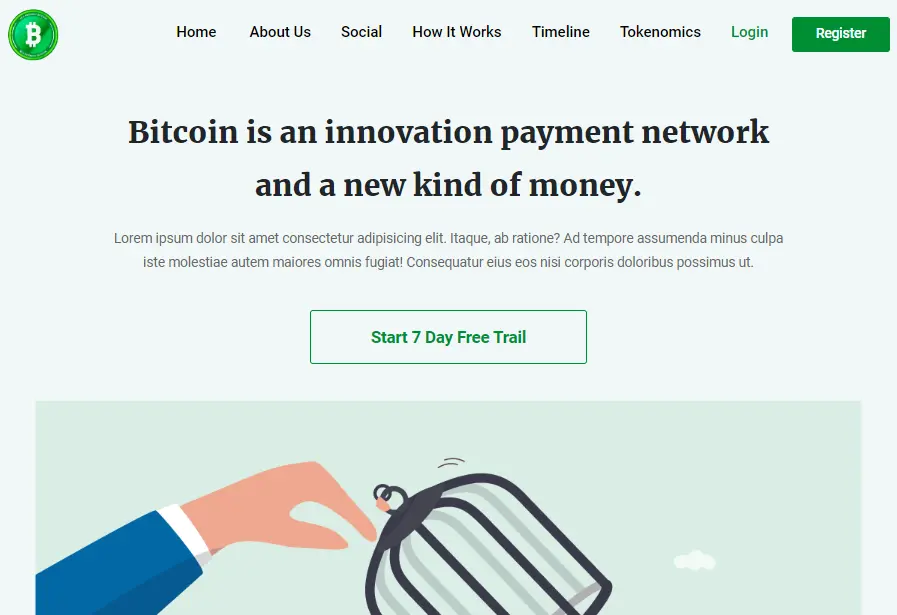 Home About Us Social How It Works Timeline Tokenomics Login Register
Bitcoin is an innovation payment network
and a new kind of money.
Lorem ipsum dolor sit amet consectetur adipisicing elit. Itaque, ab ratione? Ad tempore assumenda minus culpa
iste molestiae autem maiores omnis fugiat! Consequatur eius eos nisi corporis doloribus possimus ut.
Start 7 Day Free Trail